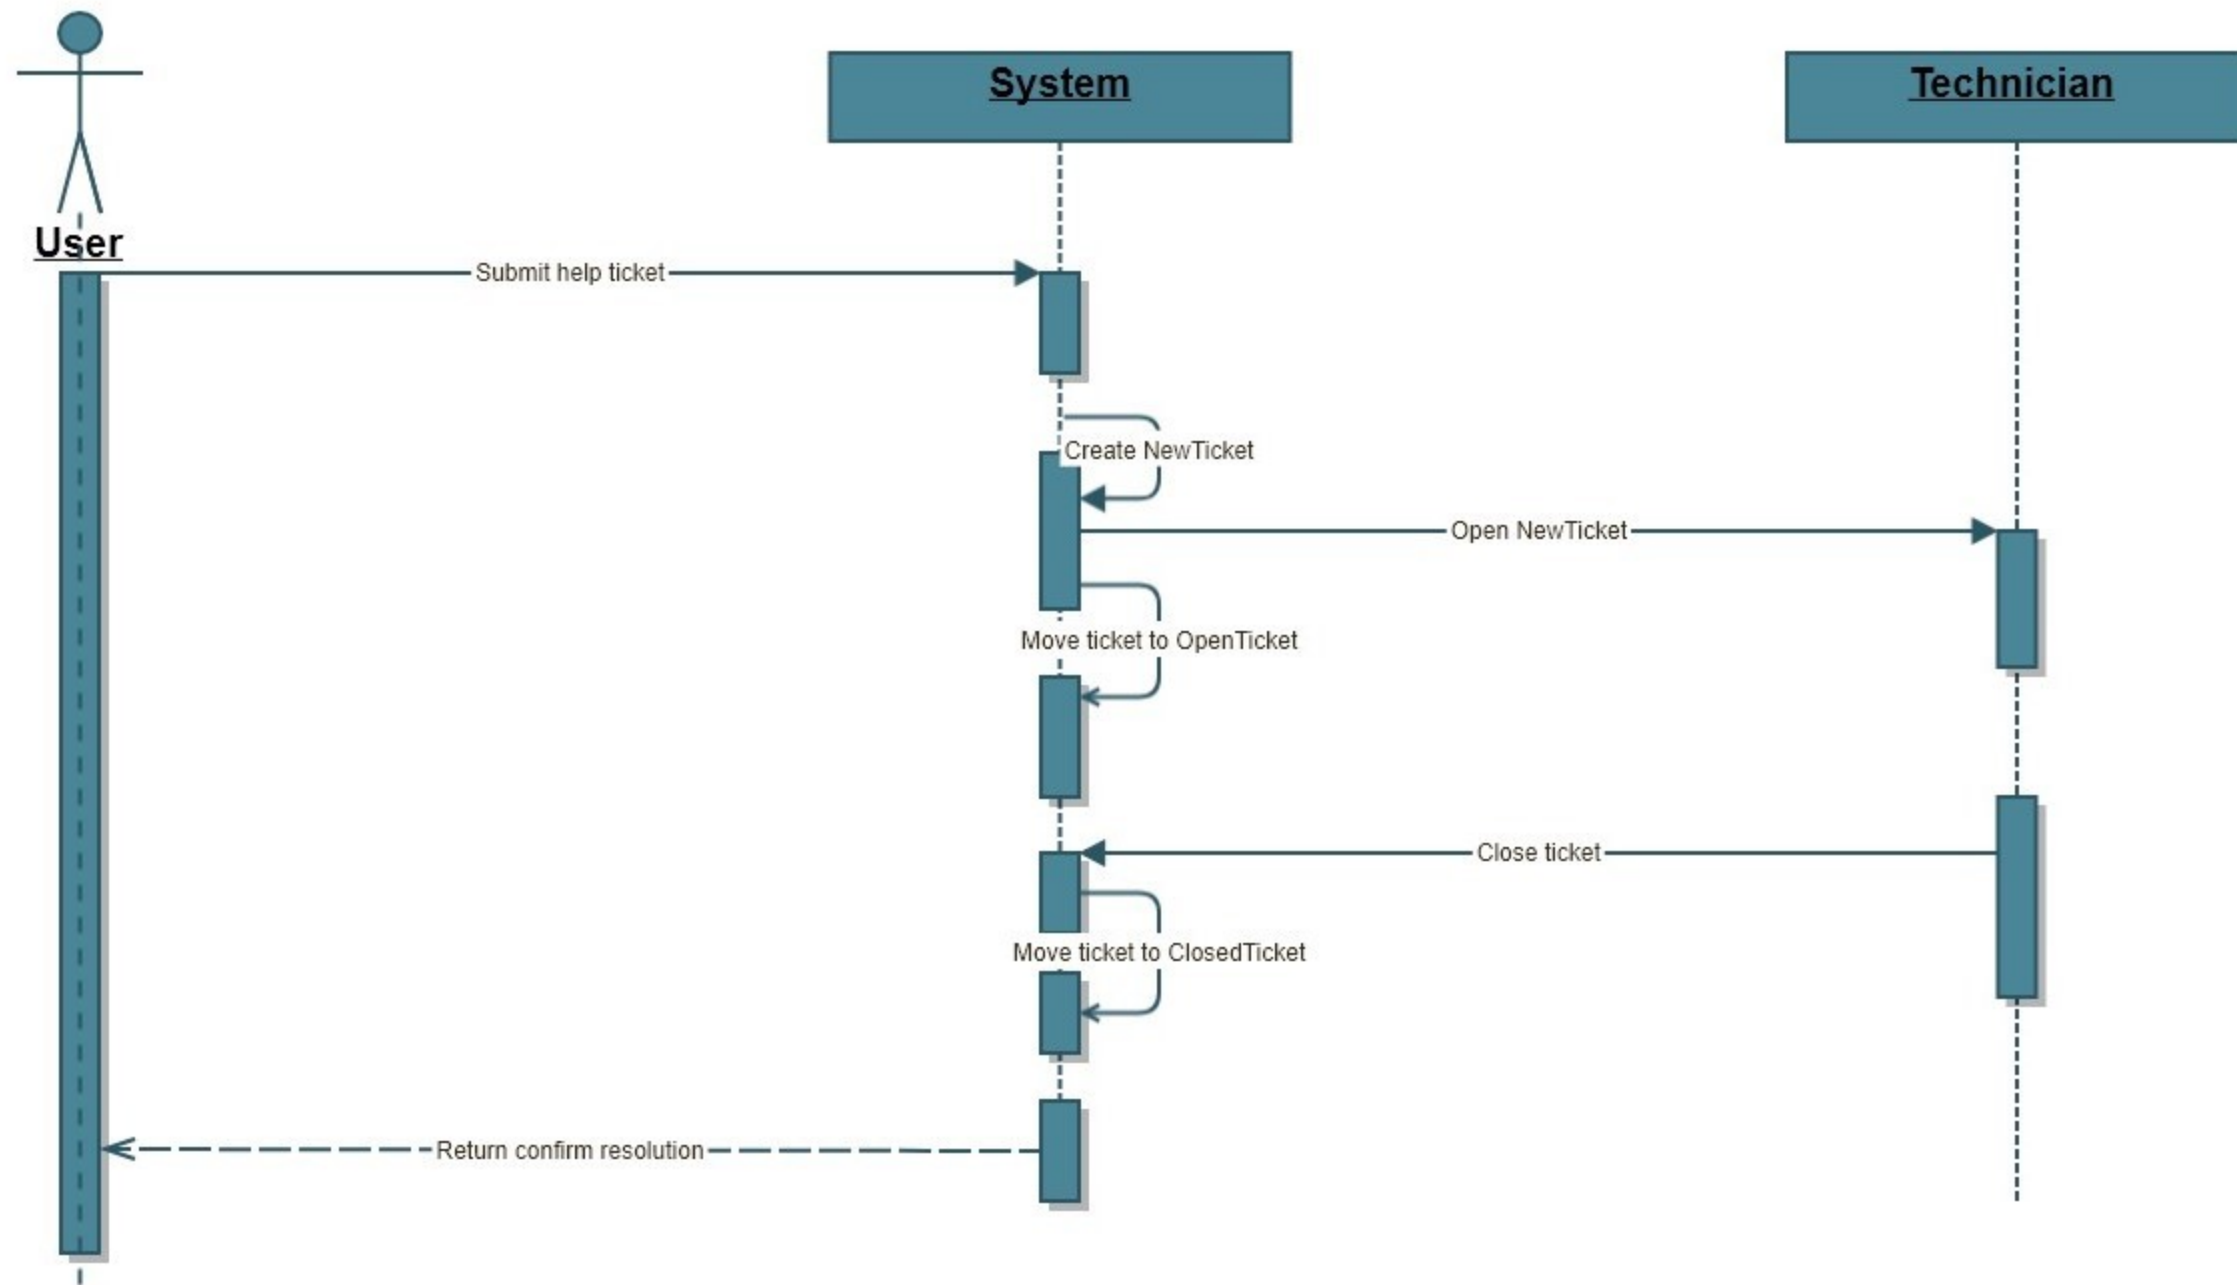 System
Technician
User
Submit help ticket
Create NewTicket
Open NewTicket
Move ticket to OpenTicket
Close ticket
Move ticket to ClosedTicket
Return confirm resolution